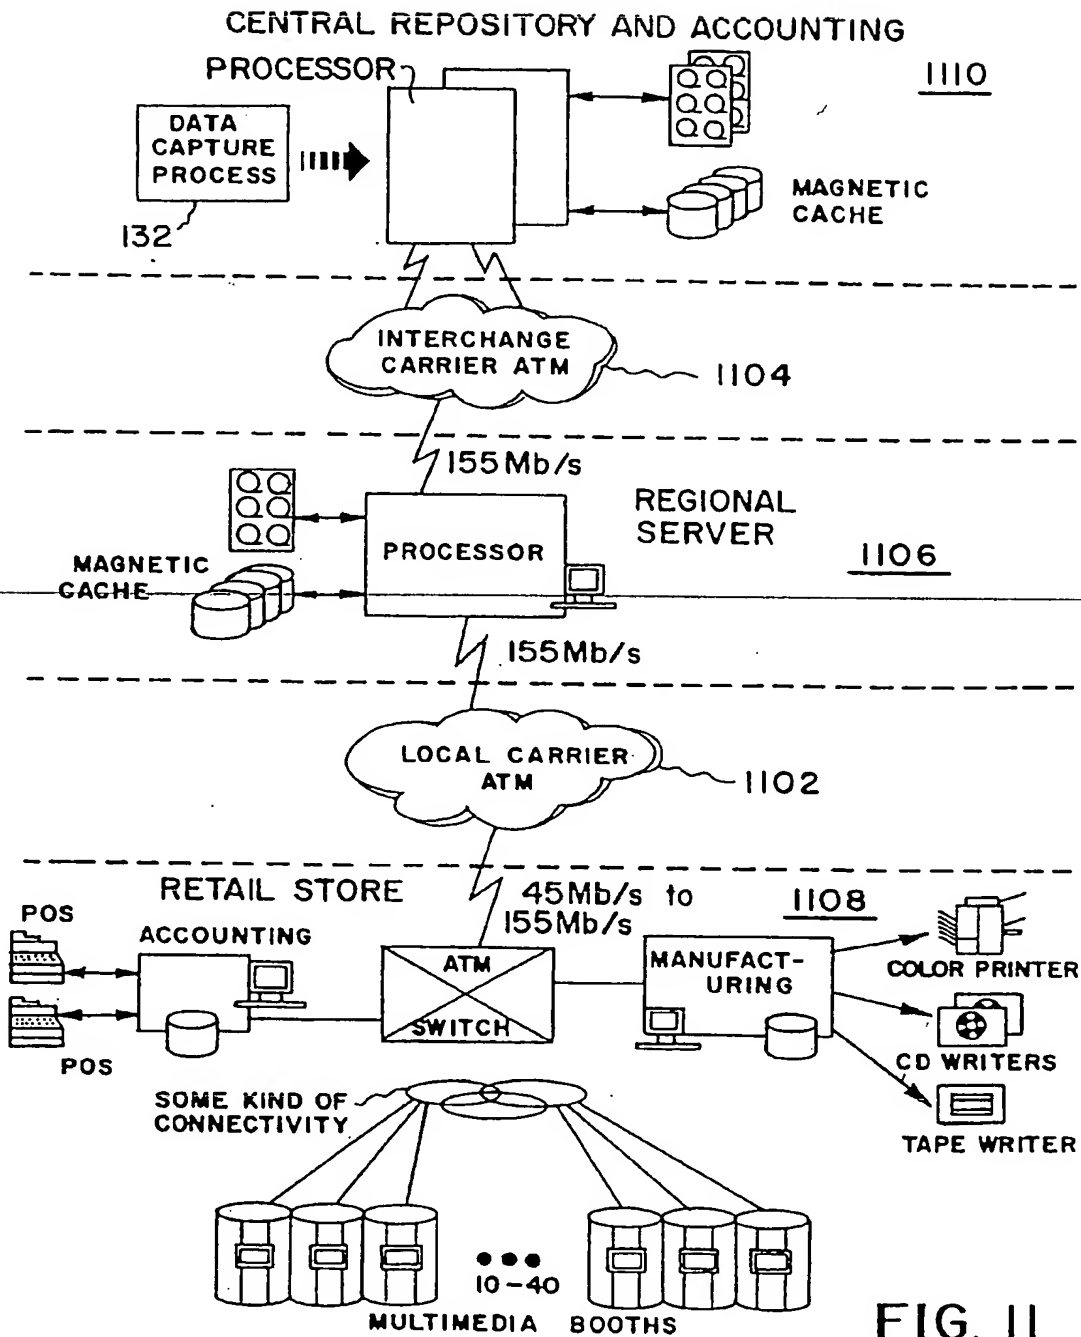 CENTRAL REPOSITORY AND ACCOUNTING
PROCESSOR
1110
DATA
CAPTURE
PROCESS
132
MAGNETIC
CACHE
INTERCHANGE
CARRIER ATM
1104
155Mb/s
REGIONAL
SERVER
PROCESSOR
1106
MAGNETIC
CACHE
155Mb/s
LOCAL CARRIER
ATM
1102
RETAIL STORE
45Mb/s to
155Mb/s
1108
POS
ACCOUNTING
ATM
SWITCH
MANUFACT-
URING
COLOR PRINTER
POS
CD WRITERS
SOME KIND OF
CONNECTIVITY
TAPE WRITER
10-40
MULTIMEDIA BOOTHS
FIG. 11